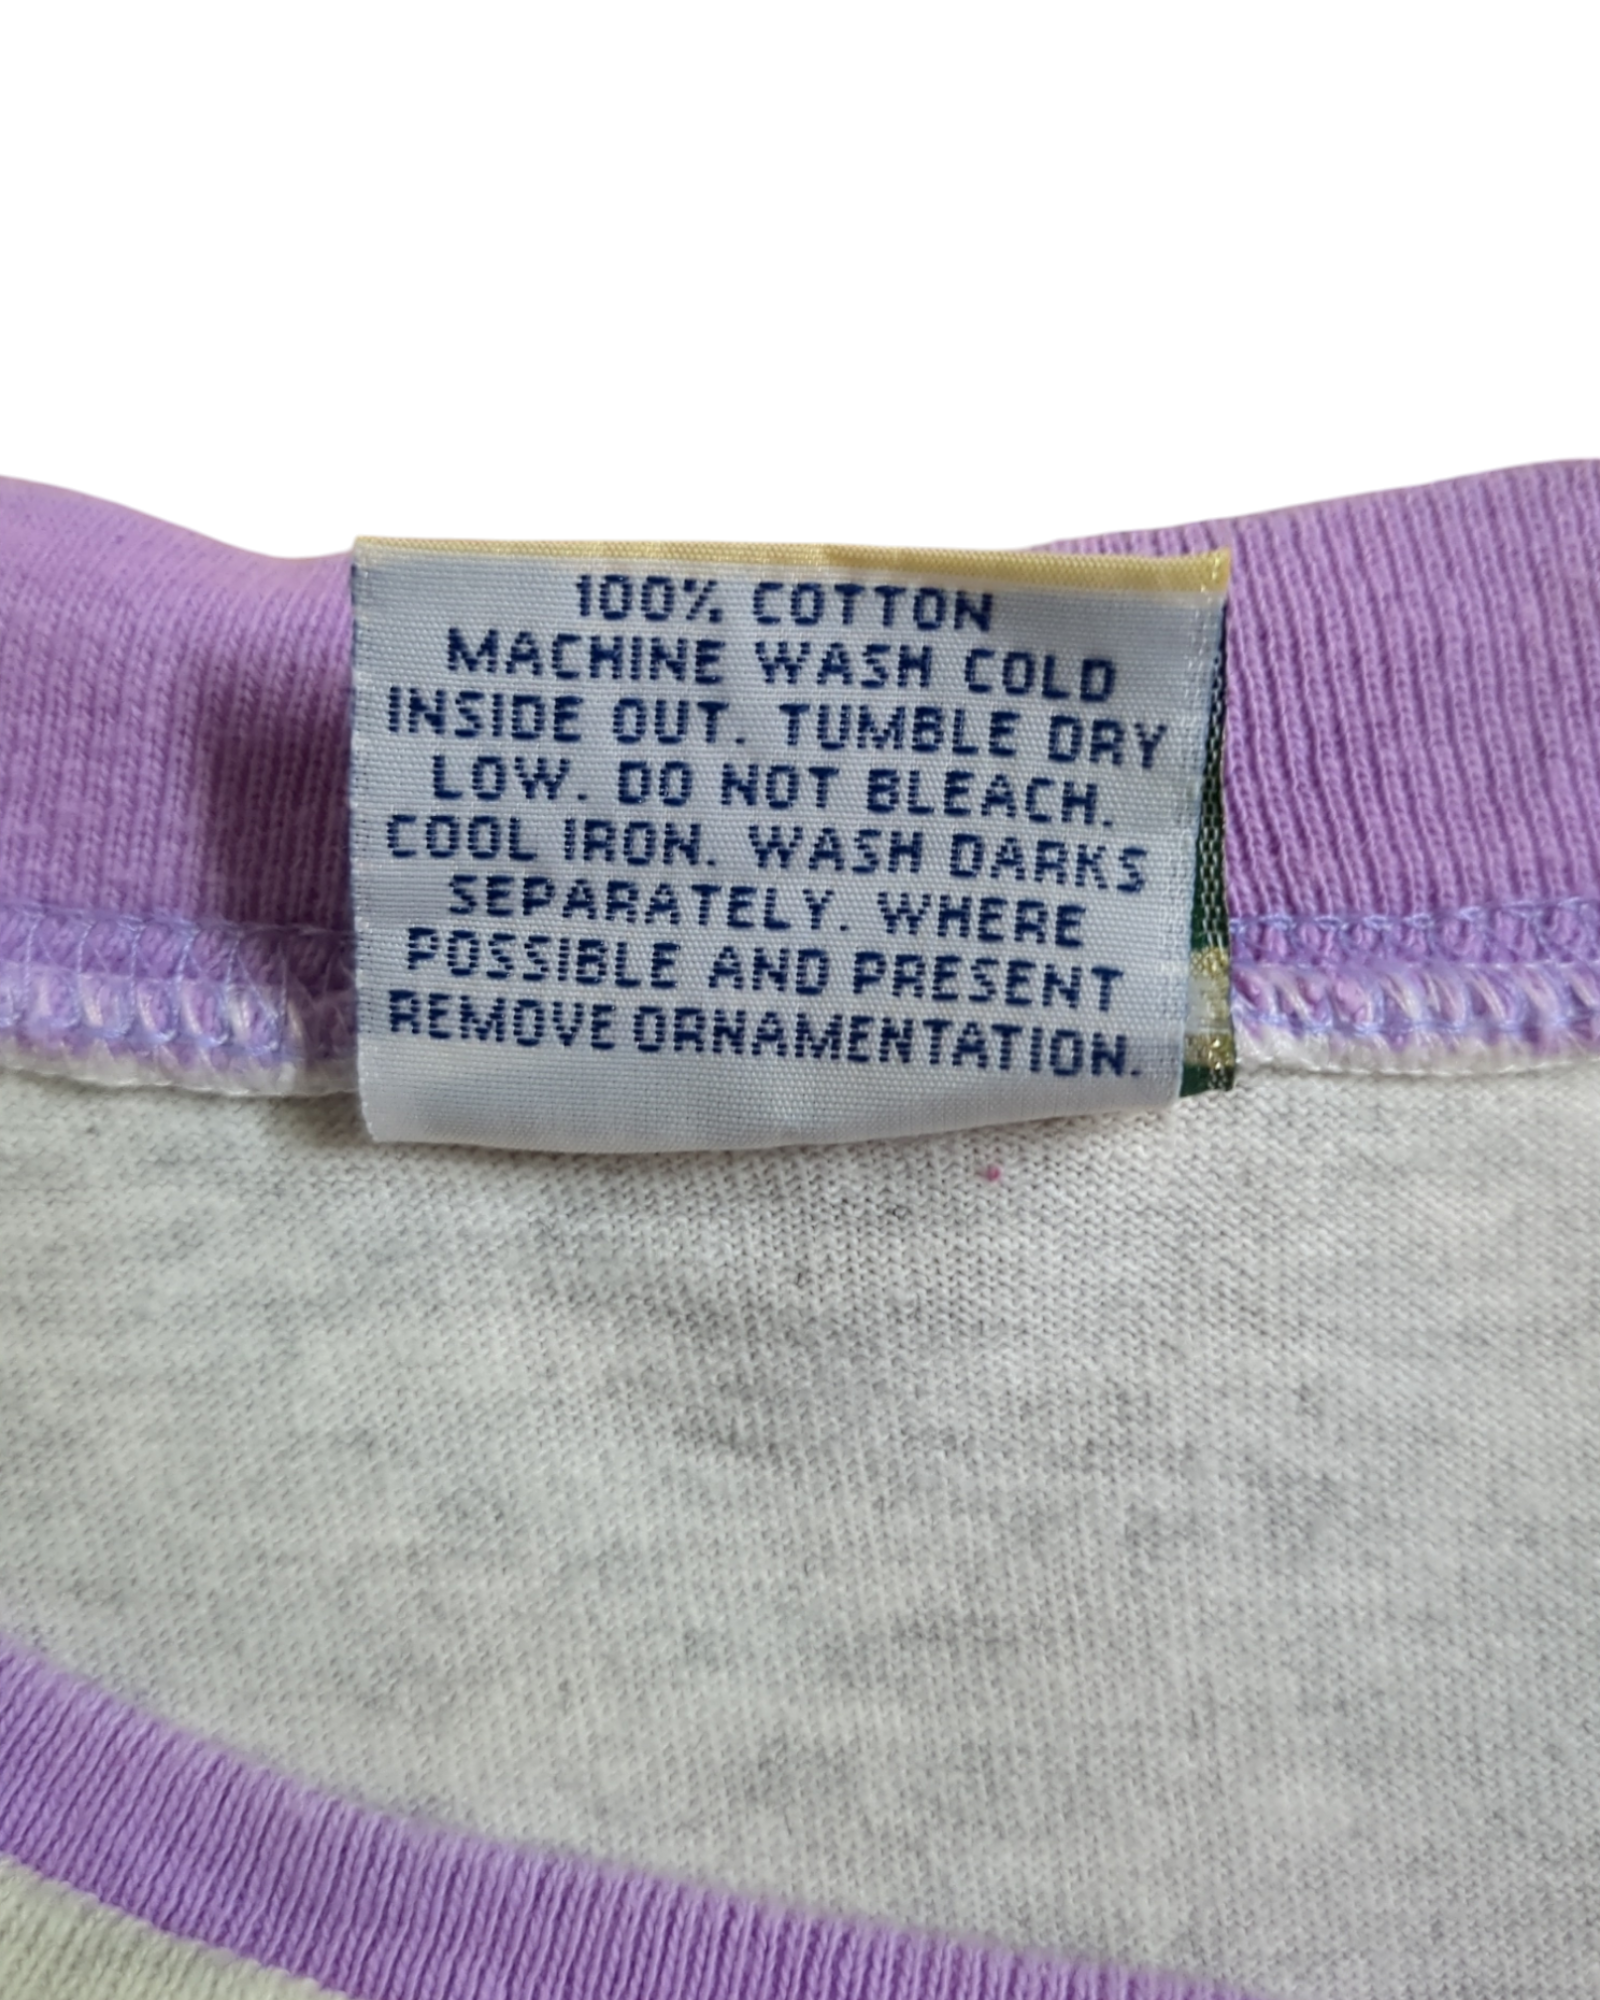 100% COTTON
MACHINE WASH COLD
INSIDE OUT. TUMBLE DRY
LOW. DO NOT BLEACH.
COOL IRON. WASH DARKS
SEPARATELY. WHERE
POSSIBLE AND PRESENT
REMOVE ORNAMENTATION.